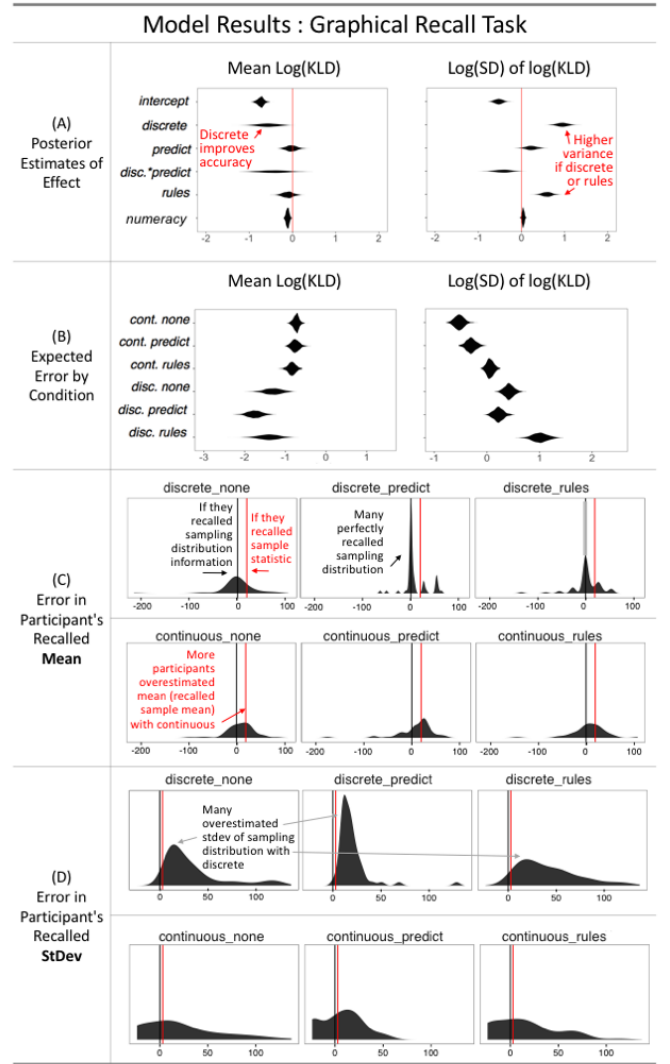 Model Results : Graphical Recall Task
(A)
Posterior
Estimates of
Effect
Mean Log(KLD)
Log(SD) of log(KLD)
intercept
discrete
predict
disc.*predict
rules
numeracy
Discrete
improves
accuracy
Higher
variance
if discrete
or rules
-2 -1 0 1 2
-2 -1 0 1 2
(B)
Expected
Error by
Condition
Mean Log(KLD)
Log(SD) of log(KLD)
cont. none
cont. predict
cont. rules
disc. none
disc. predict
disc. rules
-3 -2 -1 0 1
-1 0 1 2
(C)
Error in
Participant's
Recalled
Mean
discrete_none
discrete_predict
discrete_rules
If they
recalled
sampling
distribution
information
If they
recalled
sample
statistic
Many
perfectly
recalled
sampling
distribution
-200 -100 0 100
-200 -100 0 100
-200 -100 0 100
continuous_none
continuous_predict
continuous_rules
More
participants
overestimated
mean (recalled
sample mean)
with continuous
-200 -100 0 100
-200 -100 0 100
-200 -100 0 100
(D)
Error in
Participant's
Recalled
StDev
discrete_none
discrete_predict
discrete_rules
Many
overestimated
stdev of sampling
distribution with
discrete
0 50 100
0 50 100
0 50 100
continuous_none
continuous_predict
continuous_rules
0 50 100
0 50 100
0 50 100